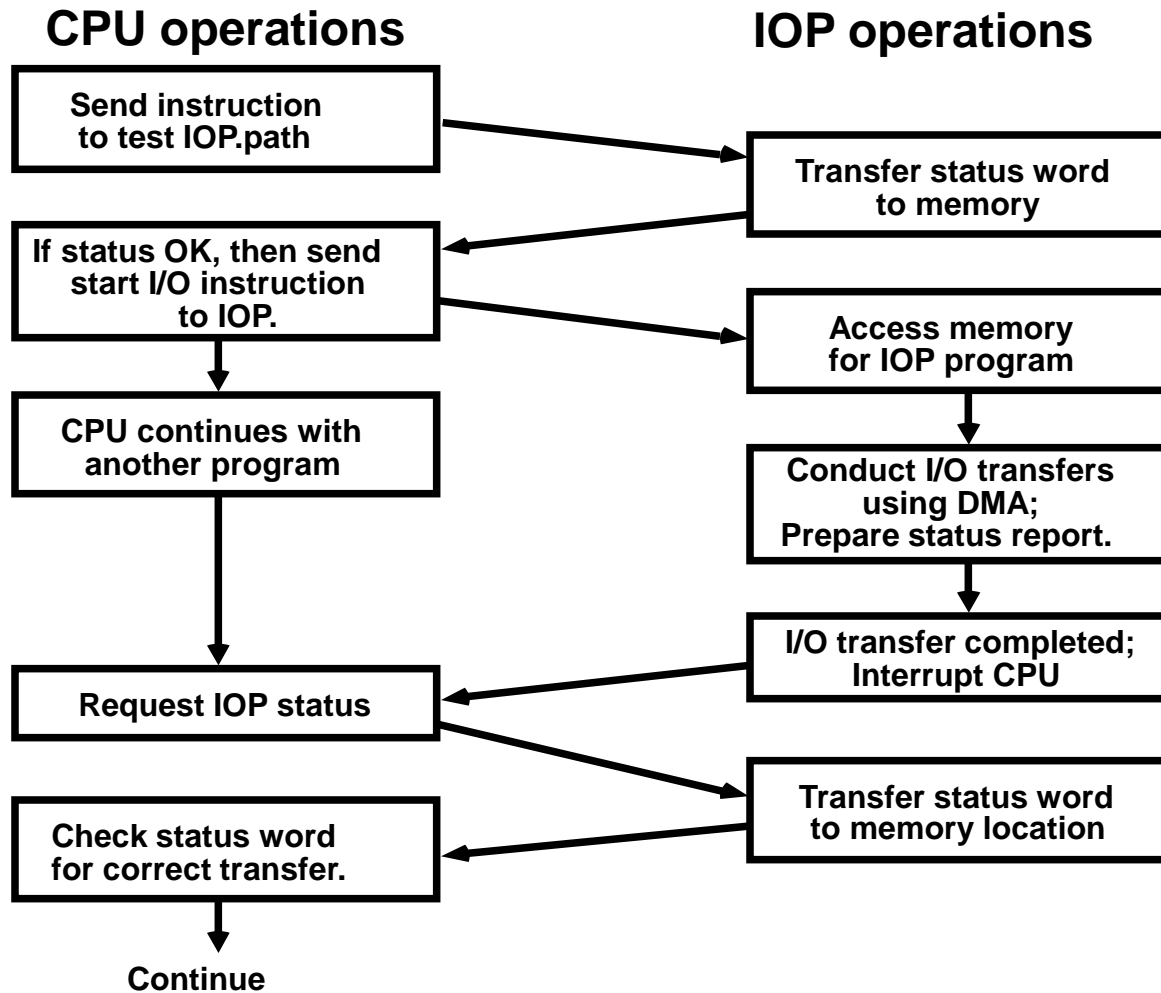 CPU operations
Send instruction
to test IOP.path
If status OK, then send
start I/O instruction
to IOP.
CPU continues with
another program
Request IOP status
Check status word
for correct transfer.
Continue
IOP operations
Transfer status word
to memory
Access memory
for IOP program
Conduct I/O transfers
using DMA;
Prepare status report.
I/O transfer completed;
Interrupt CPU
Transfer status word
to memory location